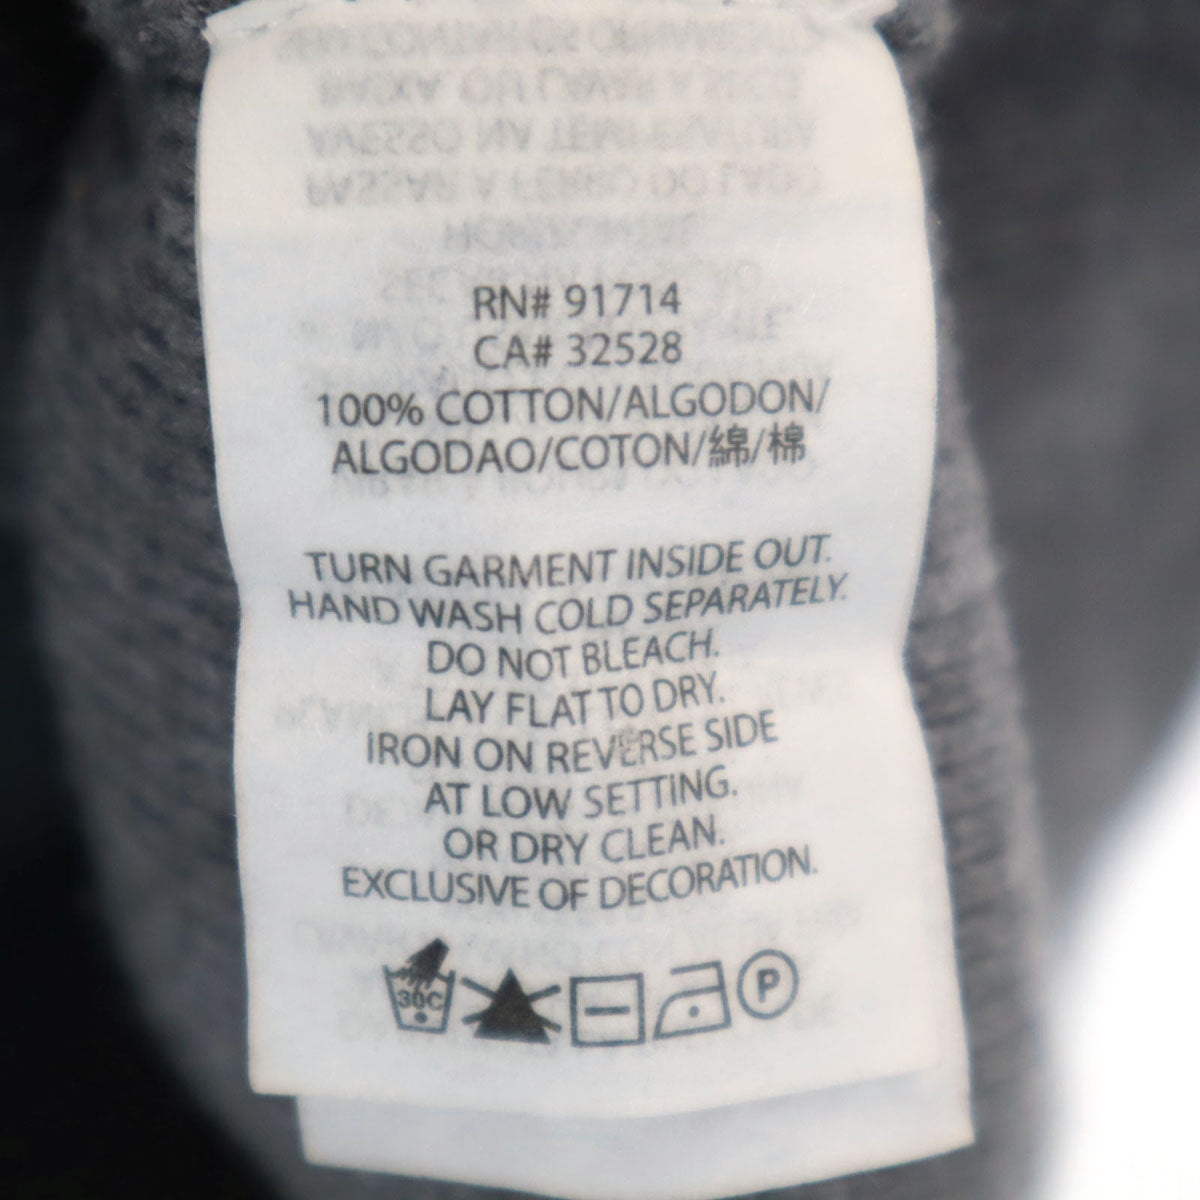 RN# 91714
CA# 32528
100% COTTON/ALGODON/
ALGODAO/COTON/綿/棉
TURN GARMENT INSIDE OUT.
HAND WASH COLD SEPARATELY.
DO NOT BLEACH.
LAY FLAT TO DRY.
IRON ON REVERSE SIDE
AT LOW SETTING.
OR DRY CLEAN.
EXCLUSIVE OF DECORATION.
30C P